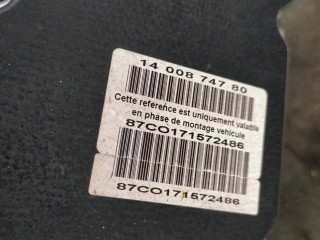 14 008 747 80
Cette reference est uniquement valable
en phase de montage vehicule
87CO171572486
87CO171572486